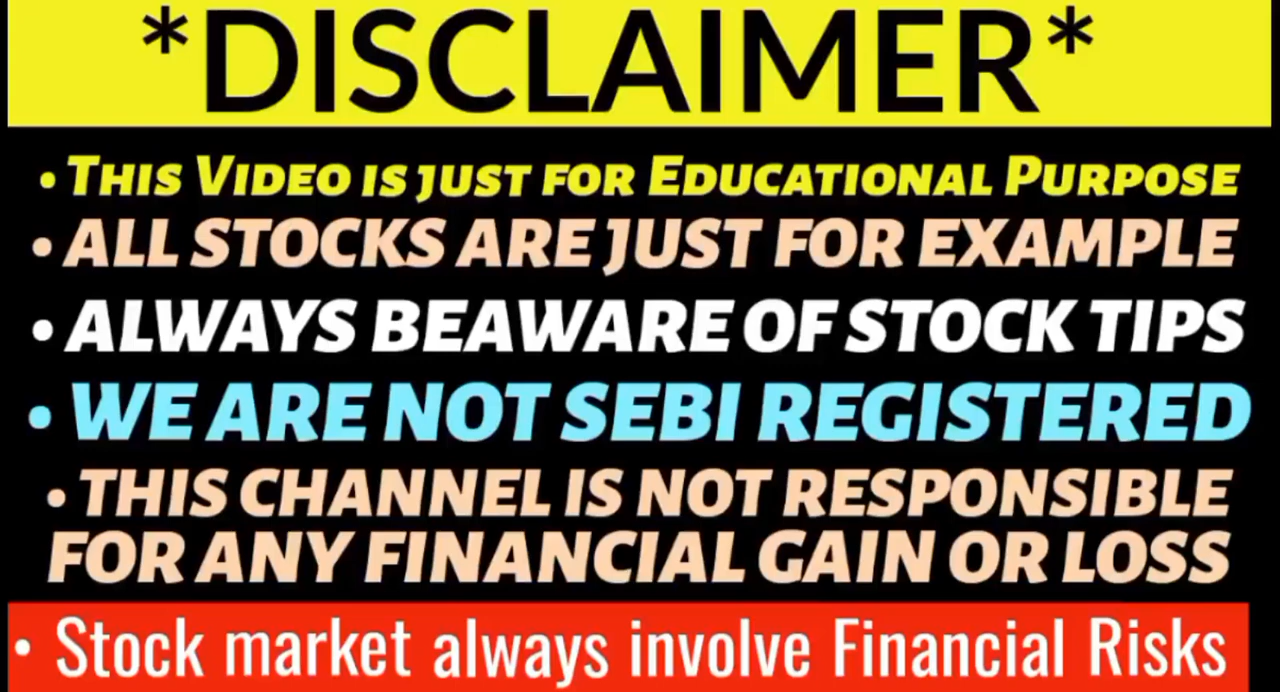 *DISCLAIMER*
• THIS VIDEO IS JUST FOR EDUCATIONAL PURPOSE
• ALL STOCKS ARE JUST FOR EXAMPLE
• ALWAYS BEAWARE OF STOCK TIPS
• WE ARE NOT SEBI REGISTERED
• THIS CHANNEL IS NOT RESPONSIBLE
FOR ANY FINANCIAL GAIN OR LOSS
• Stock market always involve Financial Risks